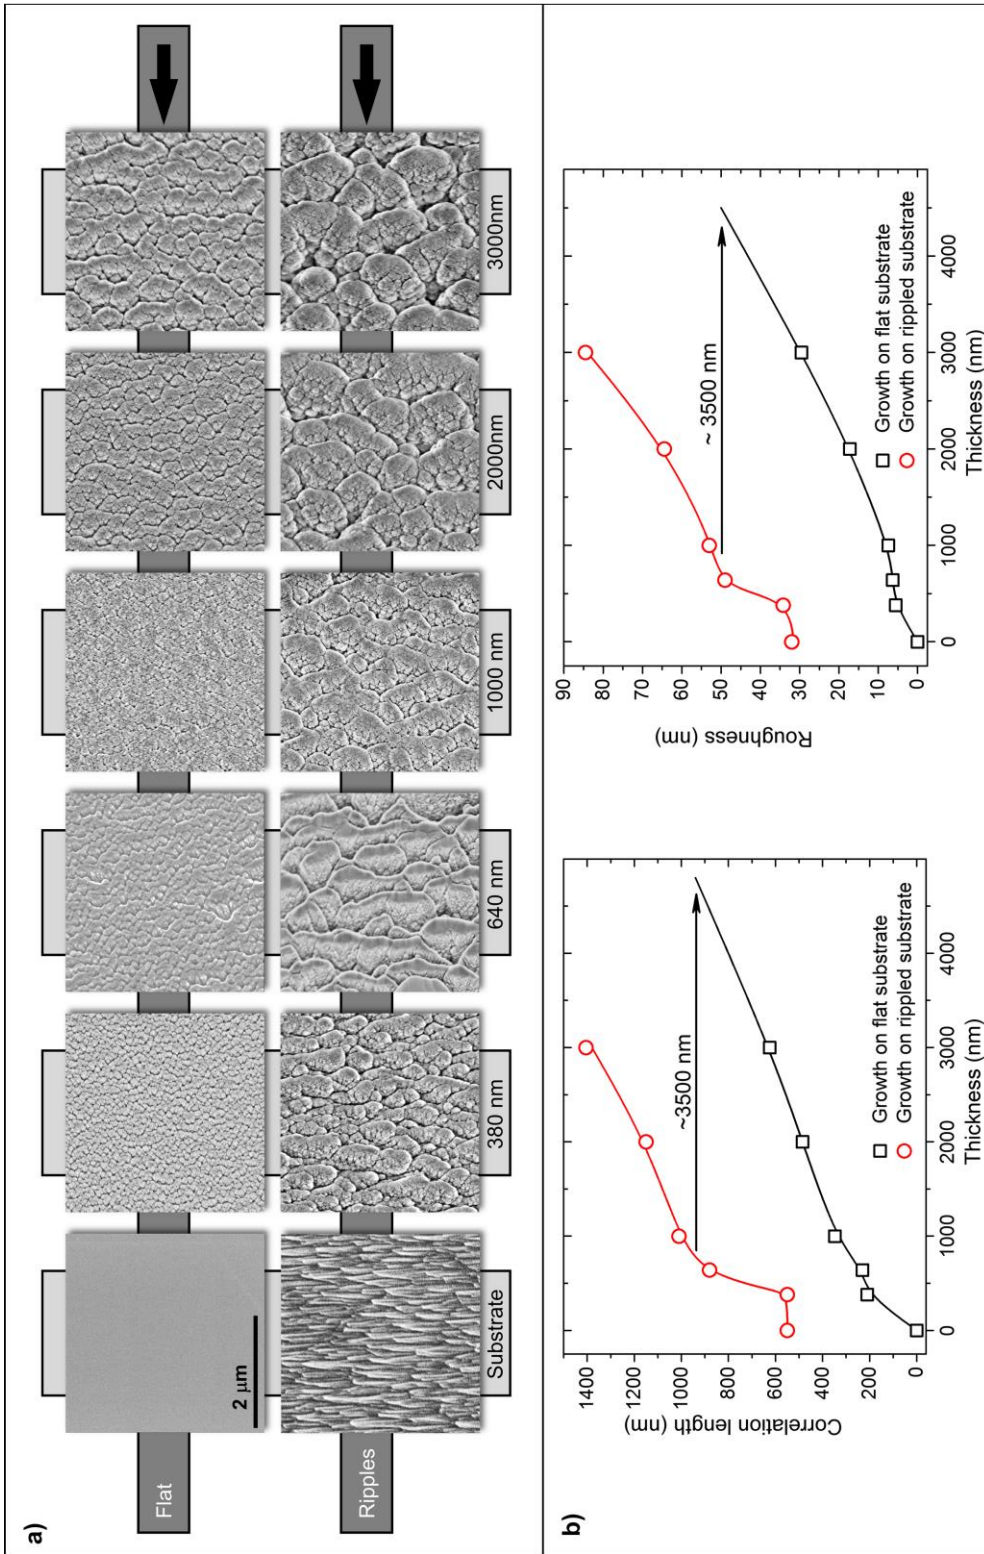 a)
Flat
Ripples
2 μm
Substrate
380 nm
640 nm
1000 nm
2000nm
3000nm
b)
Correlation length (nm)
1400
1200
1000
800
600
400
200
0
~3500 nm
Growth on flat substrate
Growth on rippled substrate
0
1000
2000
3000
4000
Thickness (nm)
Roughness (nm)
90
80
70
60
50
40
30
20
10
0
~ 3500 nm
Growth on flat substrate
Growth on rippled substrate
0
1000
2000
3000
4000
Thickness (nm)